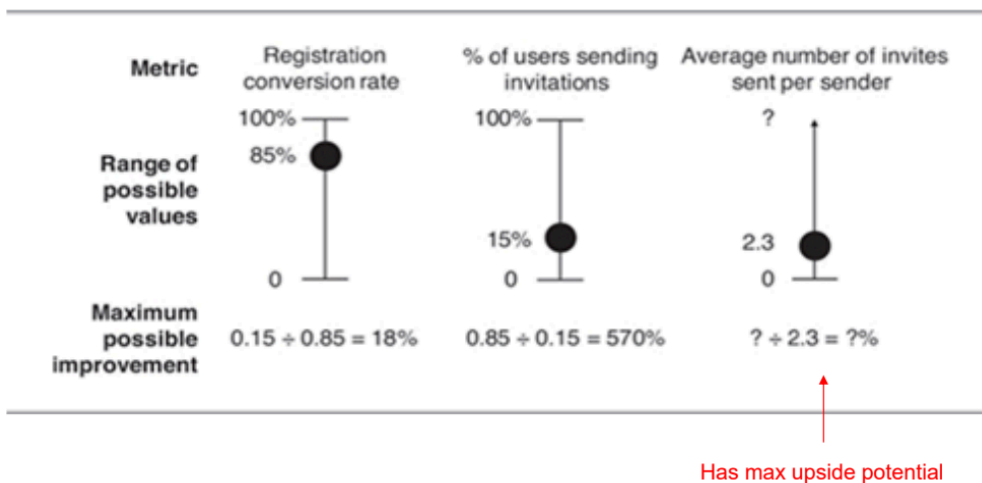 Metric
Registration
conversion rate
% of users sending
invitations
Average number of invites
sent per sender
Range of
possible
values
100%
85%
0
100%
15%
0
?
2.3
0
Maximum
possible
improvement
0.15 ÷ 0.85 = 18%
0.85 ÷ 0.15 = 570%
? ÷ 2.3 = ?%
Has max upside potential